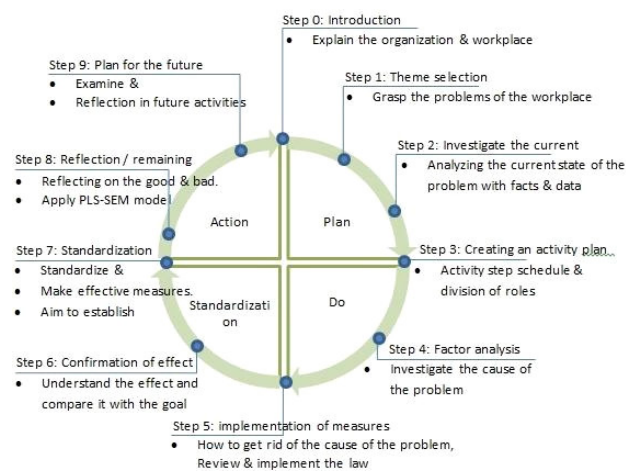 Step 0: Introduction
• Explain the organization & workplace
Step 1: Theme selection
• Grasp the problems of the workplace
Step 2: Investigate the current
• Analyzing the current state of the
problem with facts & data
Step 3: Creating an activity plan
• Activity step schedule &
division of roles
Step 4: Factor analysis
• Investigate the cause of
the problem
Step 5: implementation of measures
• How to get rid of the cause of the problem,
Review & implement the law
Step 6: Confirmation of effect
• Understand the effect and
compare it with the goal
Step 7: Standardization
• Standardize &
• Make effective measures.
• Aim to establish
Step 8: Reflection / remaining
• Reflecting on the good & bad.
• Apply PLS-SEM model
Step 9: Plan for the future
• Examine &
• Reflection in future activities
Action
Plan
Standardizati
on
Do